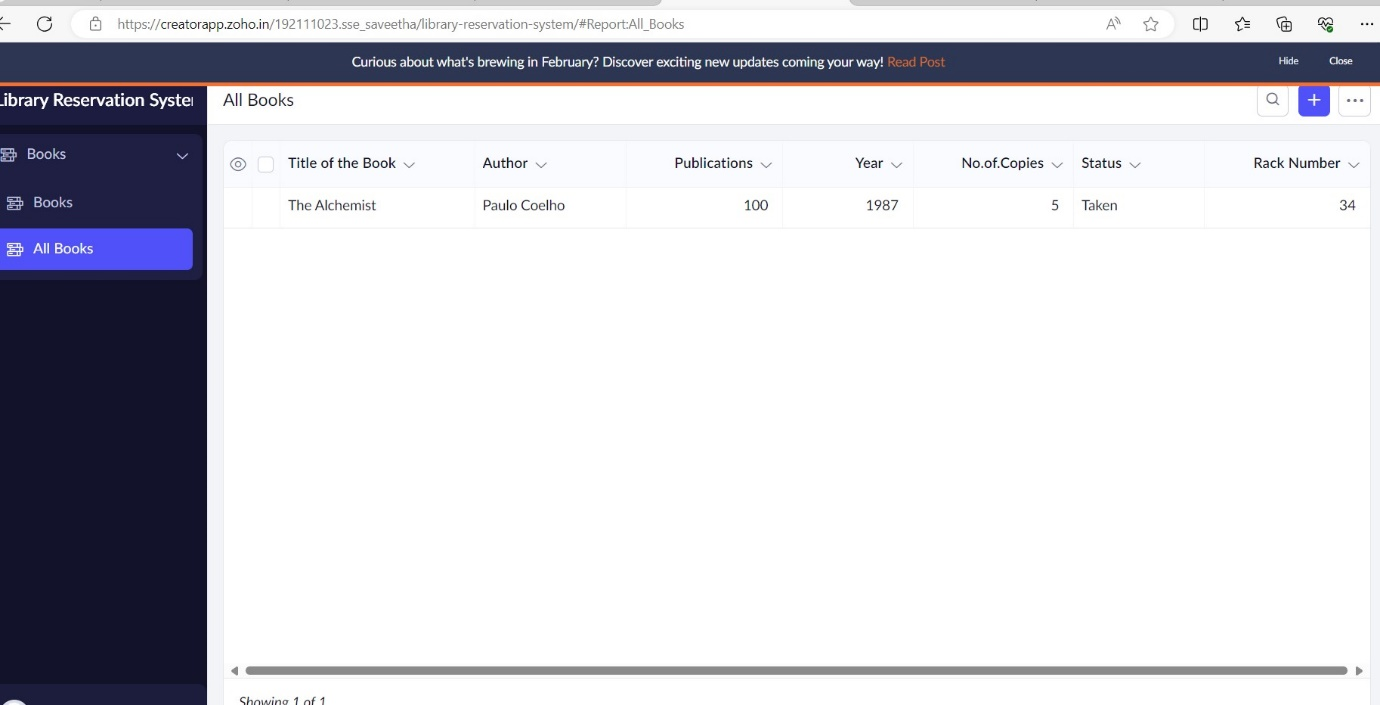 https://creatorapp.zoho.in/192111023.sse_saveetha/library-reservation-system/#Report:All_Books
Curious about what's brewing in February? Discover exciting new updates coming your way! Read Post Hide Close
Library Reservation Syste
All Books
Books
Books
All Books
Title of the Book Author Publications Year No.of.Copies Status Rack Number
The Alchemist Paulo Coelho 100 1987 5 Taken 34
Showing 1 of 1